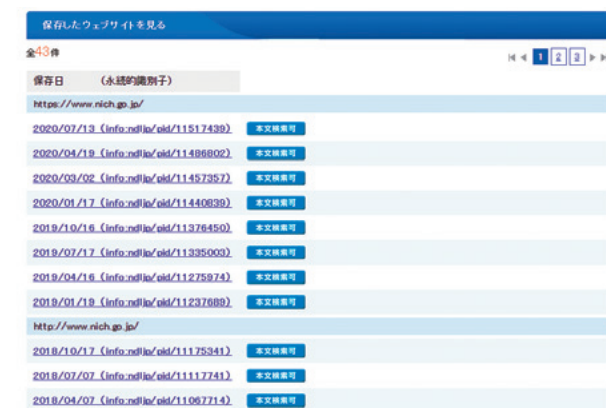 保存したウェブサイトを見る
全43件
1 2 3
保存日 (永続的識別子)
https://www.nich.go.jp/
2020/07/13 (info:ndljp/pid/11517439) 本文検索可
2020/04/19 (info:ndljp/pid/11486802) 本文検索可
2020/03/02 (info:ndljp/pid/11457357) 本文検索可
2020/01/17 (info:ndljp/pid/11440839) 本文検索可
2019/10/16 (info:ndljp/pid/11376450) 本文検索可
2019/07/17 (info:ndljp/pid/11335003) 本文検索可
2019/04/16 (info:ndljp/pid/11275974) 本文検索可
2019/01/19 (info:ndljp/pid/11237689) 本文検索可
http://www.nich.go.jp/
2018/10/17 (info:ndljp/pid/11175341) 本文検索可
2018/07/07 (info:ndljp/pid/11117741) 本文検索可
2018/04/07 (info:ndljp/pid/11067714) 本文検索可